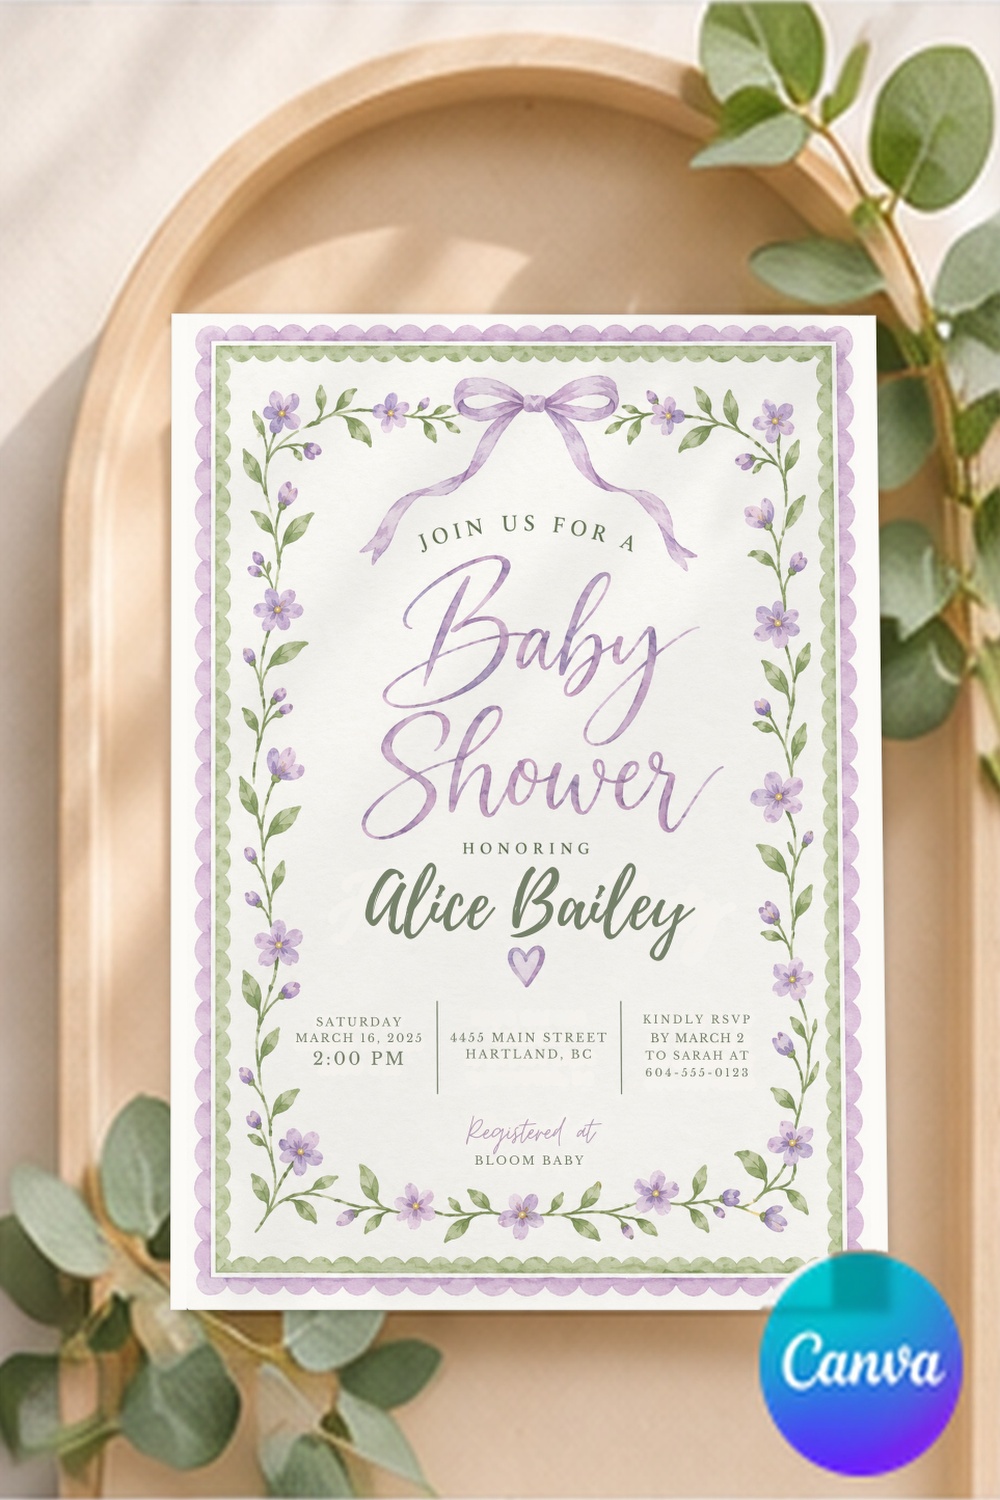 JOIN US FOR A
Baby
Shower
HONORING
Alice Bailey
SATURDAY
MARCH 16, 2025
2:00 PM
4455 MAIN STREET
HARTLAND, BC
KINDLY RSVP
BY MARCH 2
TO SARAH AT
604-555-0123
Registered at
BLOOM BABY
Canva